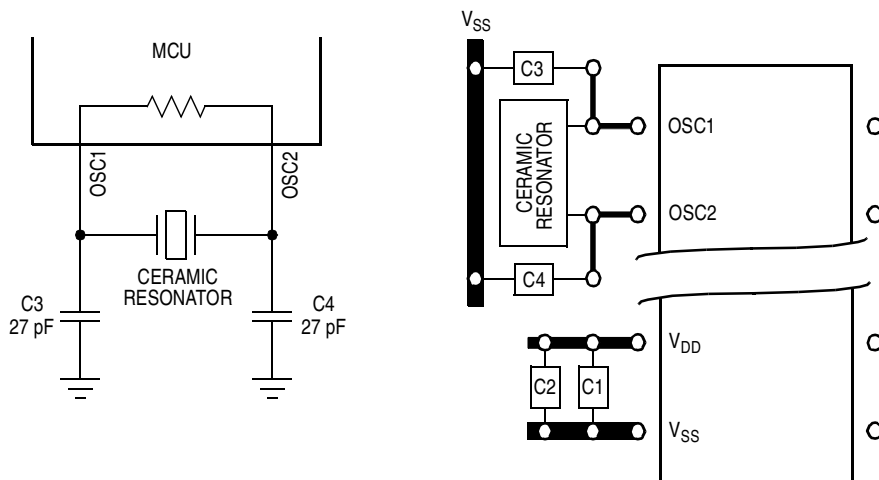 MCU
OSC1
OSC2
CERAMIC
RESONATOR
C3
27 pF
C4
27 pF
VSS
C3
CERAMIC
RESONATOR
C4
OSC1
OSC2
VDD
C2
C1
VSS